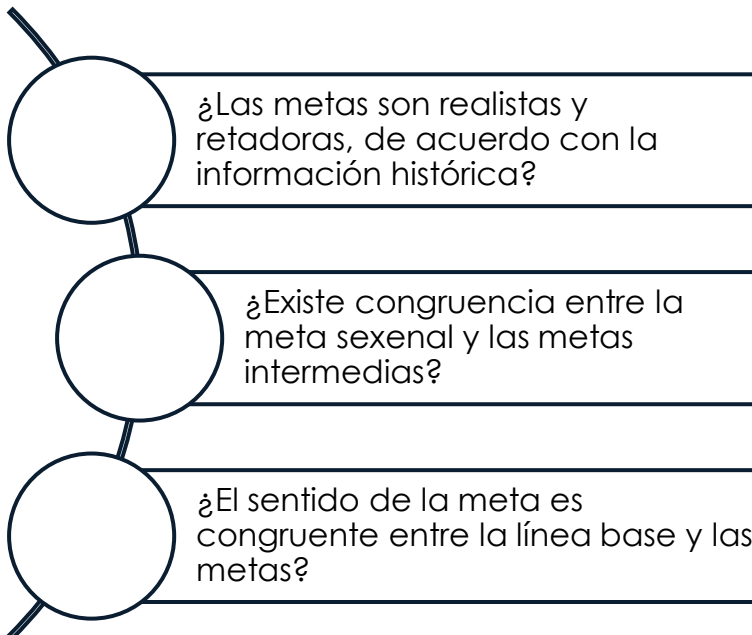 ¿Las metas son realistas y
retadoras, de acuerdo con la
información histórica?
¿Existe congruencia entre la
meta sexenal y las metas
intermedias?
¿El sentido de la meta es
congruente entre la línea base y las
metas?